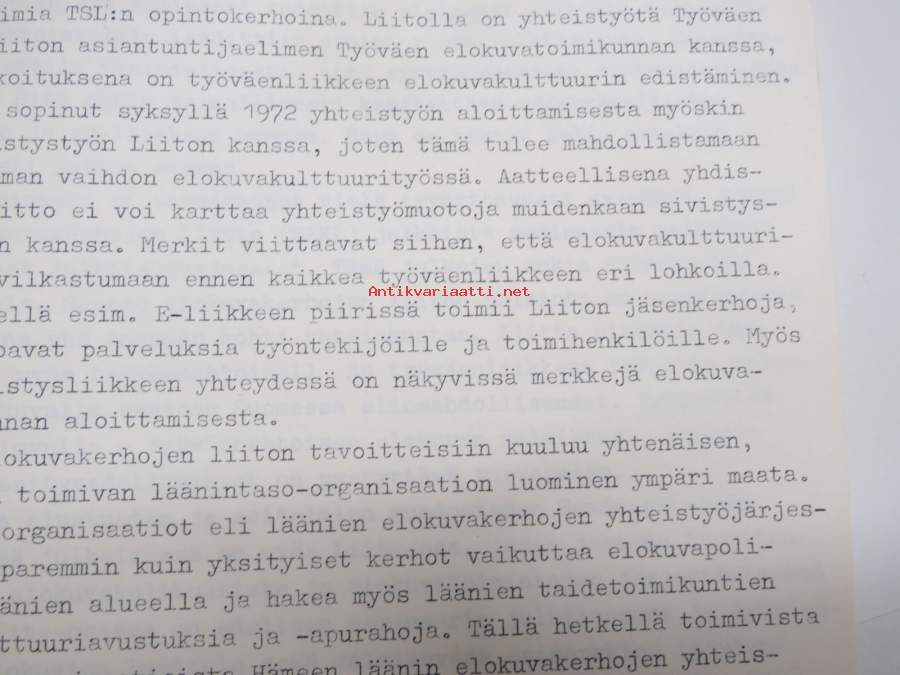 imia TSL:n opintokerhoina. Liitolla on yhteistyötä Työväen
iiton asiantuntijaelimen Työväen elokuvatoimikunnan kanssa,
koituksena on työväenliikkeen elokuvakulttuurin edistäminen.
sopinut syksyllä 1972 yhteistyön aloittamisesta myöskin
istystyön Liiton kanssa, joten tämä tulee mahdollistamaan
man vaihdon elokuvakulttuurityössä. Aatteellisena yhdis-
itto ei voi karttaa yhteistyömuotoja muidenkaan sivistys-
n kanssa. Merkit viittaavat siihen, että elokuvakulttuuri-
vilkastumaan ennen kaikkea työväenliikkeen eri lohkoilla.
Antikvariaatti.net
ellä esim. E-liikkeen piirissä toimii Liiton jäsenkerhoja,
oavat palveluksia työntekijöille ja toimihenkilöille. Myös
istysliikkeen yhteydessä on näkyvissä merkkejä elokuva-
nnan aloittamisesta.
lokuvakerhojen liiton tavoitteisiin kuuluu yhtenäisen,
toimivan läänintaso-organisaation luominen ympäri maata.
organisaatiot eli läänien elokuvakerhojen yhteistyöjärjes-
paremmin kuin yksityiset kerhot vaikuttaa elokuvapoli-
änien alueella ja hakea myös läänien taidetoimikuntien
ttuuriavustuksia ja -apurahoja. Tällä hetkellä toimivista
Hämeen läänin elokuvakerhojen yhteis-